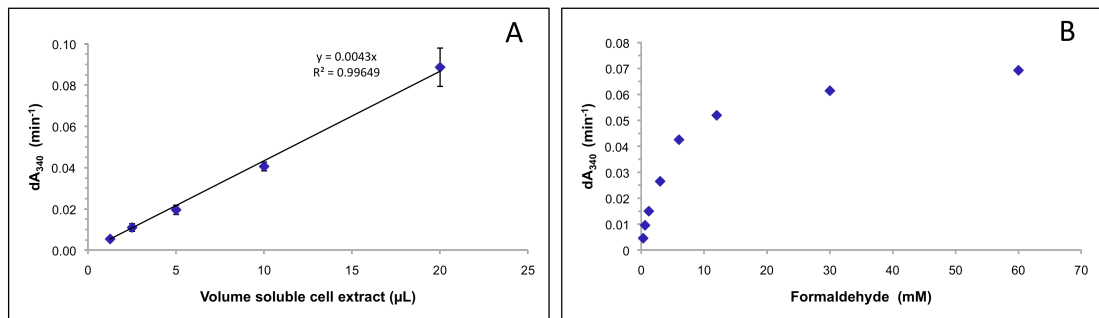 A
y = 0.0043x
R² = 0.99649
0.10
0.08
0.06
0.04
0.02
0.00
dA₃₄₀ (min⁻¹)
0 5 10 15 20 25
Volume soluble cell extract (µL)
B
0.08
0.07
0.06
0.05
0.04
0.03
0.02
0.01
0
dA₃₄₀ (min⁻¹)
0 10 20 30 40 50 60 70
Formaldehyde (mM)